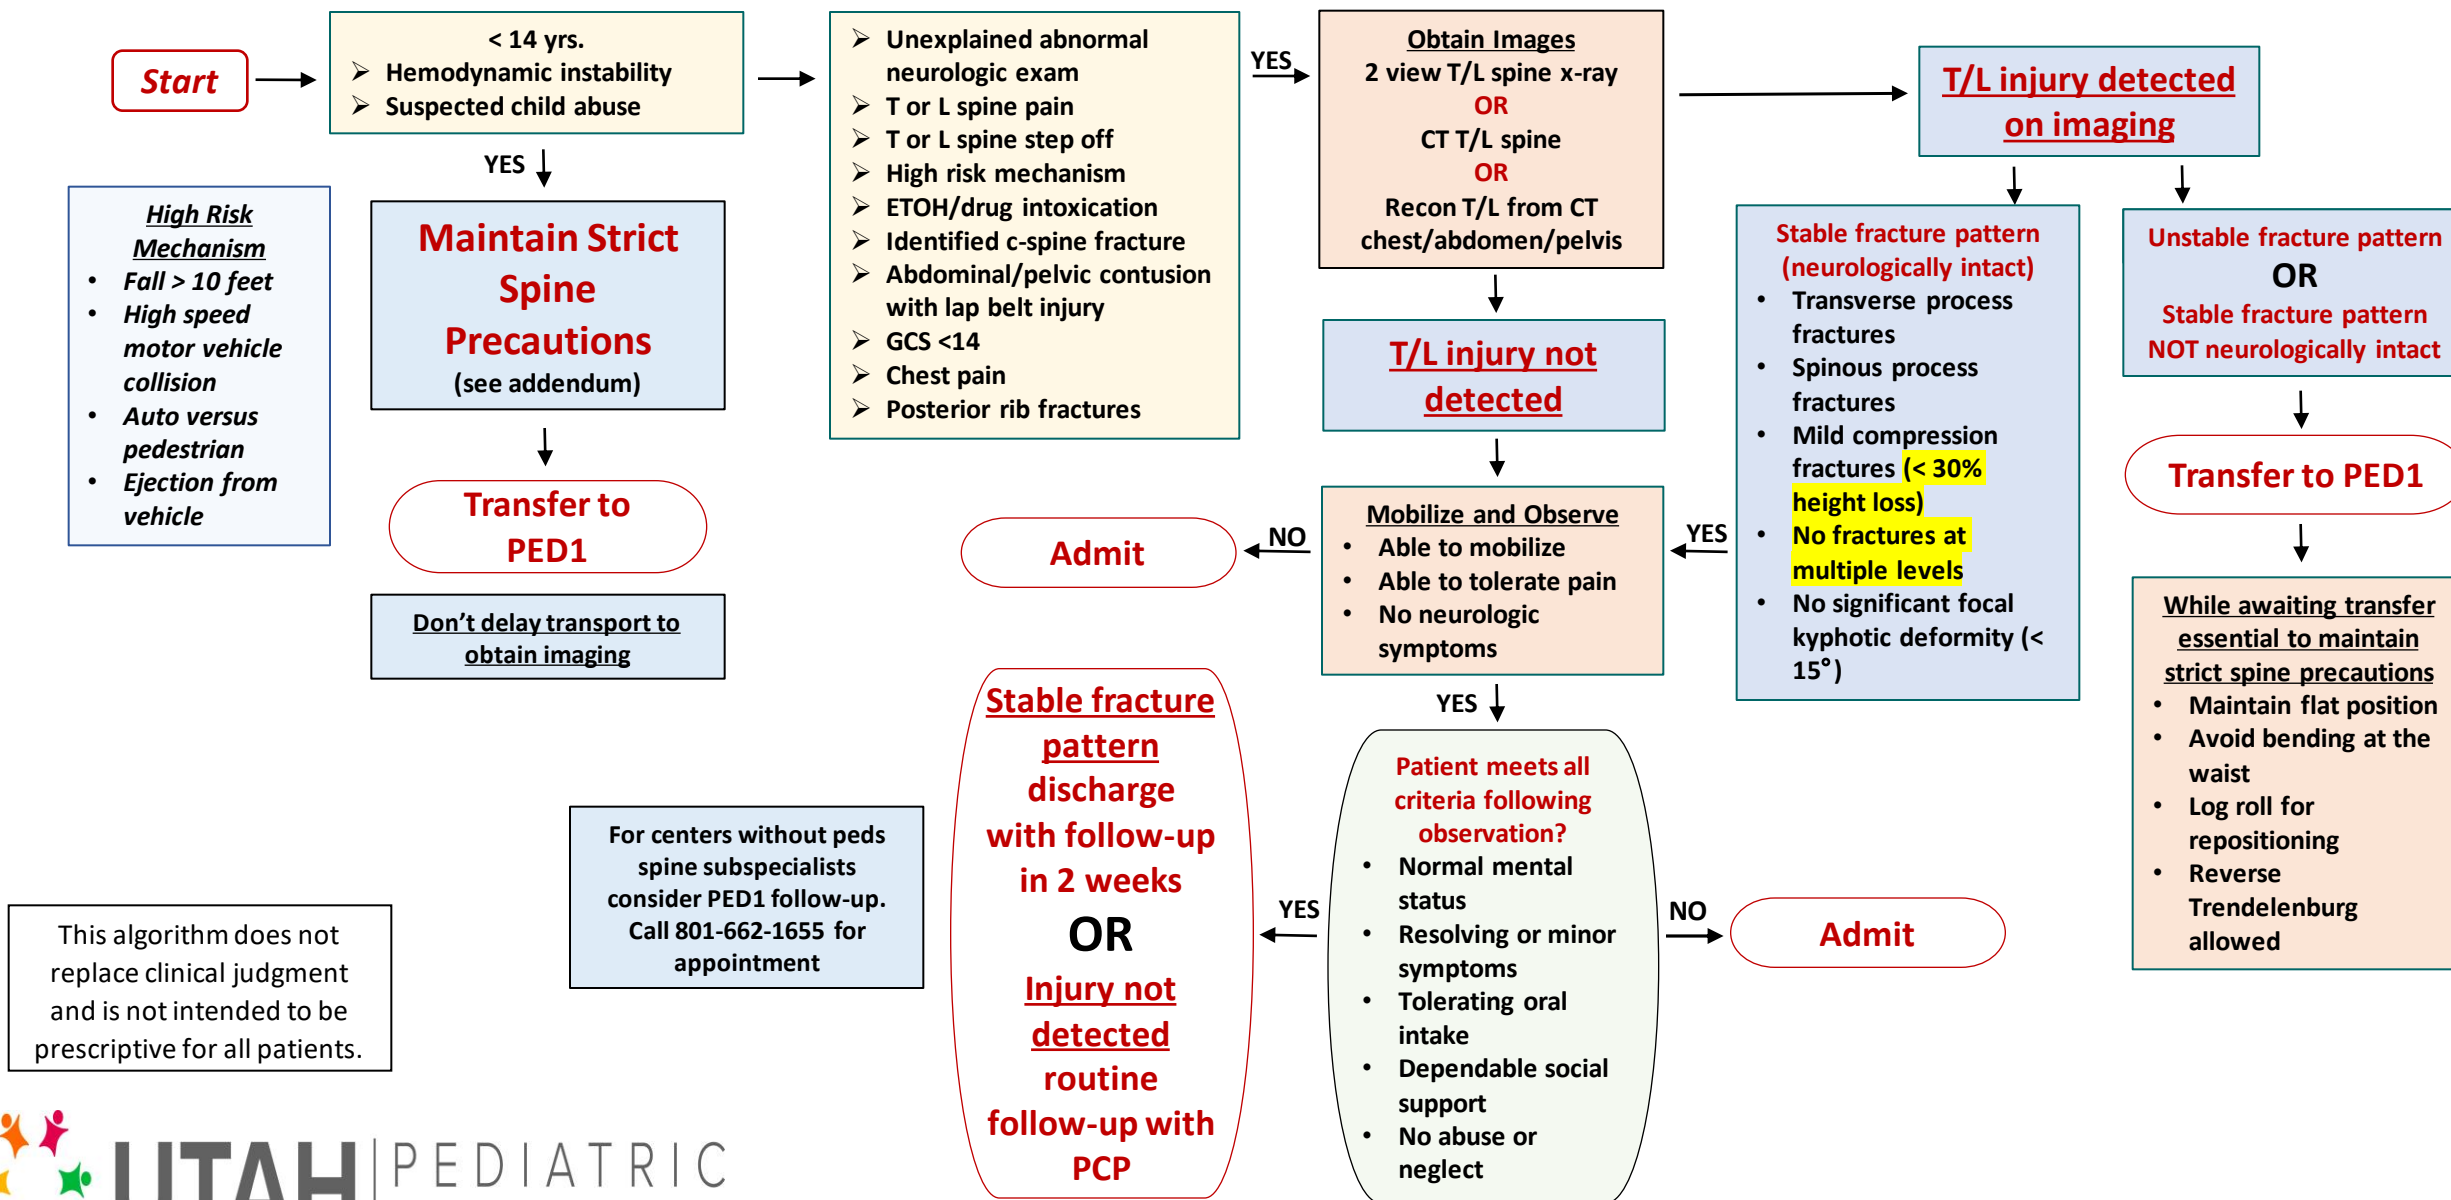 Start
< 14 yrs.
➢ Hemodynamic instability
➢ Suspected child abuse
YES
High Risk
Mechanism
• Fall > 10 feet
• High speed
motor vehicle
collision
• Auto versus
pedestrian
• Ejection from
vehicle
Maintain Strict
Spine
Precautions
(see addendum)
Transfer to
PED1
Don’t delay transport to
obtain imaging
➢ Unexplained abnormal
neurologic exam
➢ T or L spine pain
➢ T or L spine step off
➢ High risk mechanism
➢ ETOH/drug intoxication
➢ Identified c-spine fracture
➢ Abdominal/pelvic contusion
with lap belt injury
➢ GCS <14
➢ Chest pain
➢ Posterior rib fractures
YES
Obtain Images
2 view T/L spine x-ray
OR
CT T/L spine
OR
Recon T/L from CT
chest/abdomen/pelvis
T/L injury not
detected
Mobilize and Observe
• Able to mobilize
• Able to tolerate pain
• No neurologic
symptoms
NO
Admit
YES
T/L injury detected
on imaging
Stable fracture pattern
(neurologically intact)
• Transverse process
fractures
• Spinous process
fractures
• Mild compression
fractures (< 30%
height loss)
• No fractures at
multiple levels
• No significant focal
kyphotic deformity (<
15°)
YES
Unstable fracture pattern
OR
Stable fracture pattern
NOT neurologically intact
Transfer to PED1
While awaiting transfer
essential to maintain
strict spine precautions
• Maintain flat position
• Avoid bending at the
waist
• Log roll for
repositioning
• Reverse
Trendelenburg
allowed
Patient meets all
criteria following
observation?
• Normal mental
status
• Resolving or minor
symptoms
• Tolerating oral
intake
• Dependable social
support
• No abuse or
neglect
NO
Admit
YES
Stable fracture
pattern
discharge
with follow-up
in 2 weeks
OR
Injury not
detected
routine
follow-up with
PCP
For centers without peds
spine subspecialists
consider PED1 follow-up.
Call 801-662-1655 for
appointment
This algorithm does not
replace clinical judgment
and is not intended to be
prescriptive for all patients.
UTAH PEDIATRIC